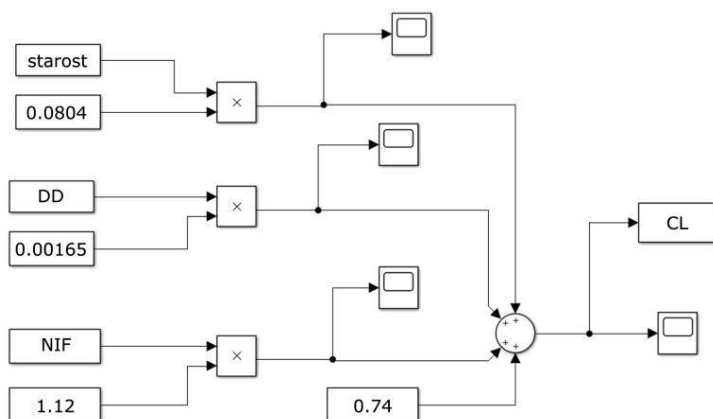 starost
0.0804
×
DD
0.00165
×
NIF
1.12
×
0.74
+ +
+ +
CL